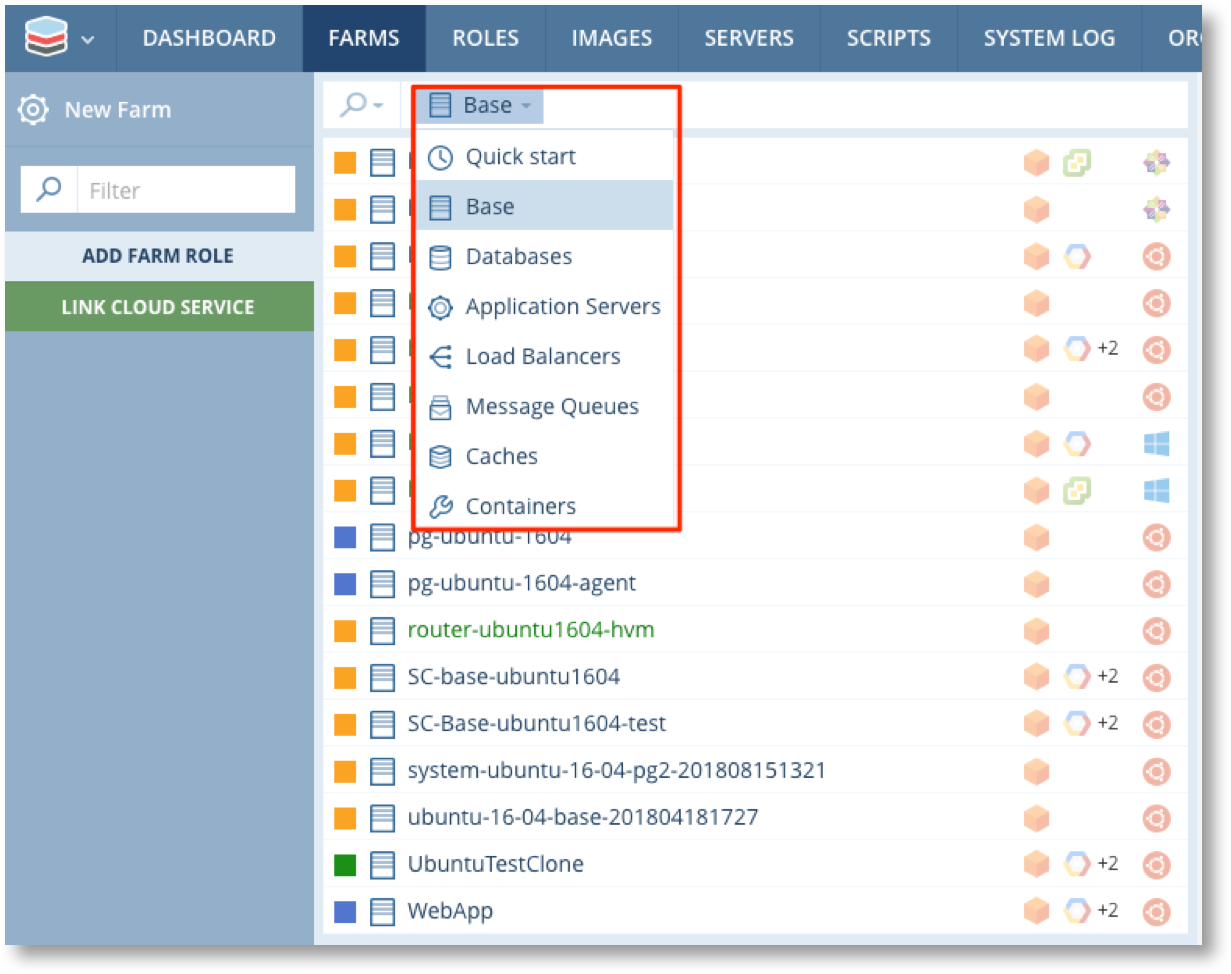 DASHBOARD FARMS ROLES IMAGES SERVERS SCRIPTS SYSTEM LOG
New Farm
Filter
ADD FARM ROLE
LINK CLOUD SERVICE
Base
Quick start
Base
Databases
Application Servers
Load Balancers
Message Queues
Caches
Containers
+2
pg-ubuntu-1604
pg-ubuntu-1604-agent
router-ubuntu1604-hvm
SC-base-ubuntu1604 +2
SC-Base-ubuntu1604-test +2
system-ubuntu-16-04-pg2-201808151321
ubuntu-16-04-base-201804181727
UbuntuTestClone +2
WebApp +2